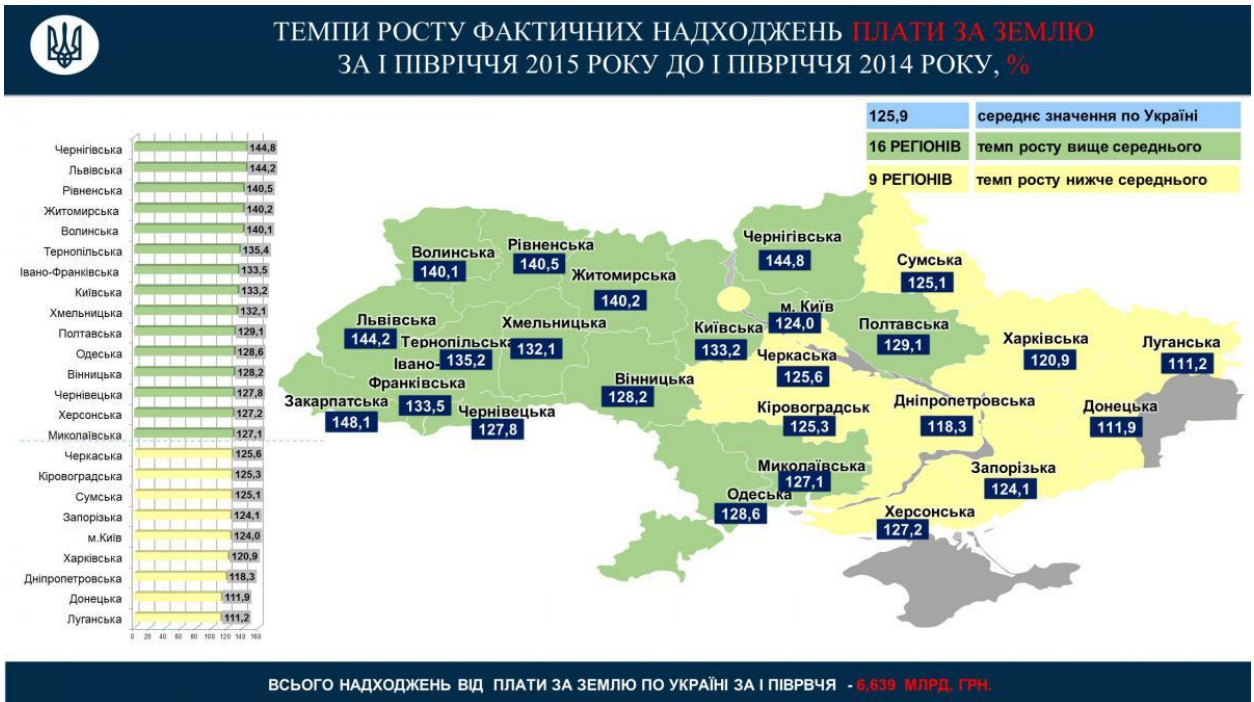 ТЕМПИ РОСТУ ФАКТИЧНИХ НАДХОДЖЕНЬ ПЛАТИ ЗА ЗЕМЛЮ
ЗА І ПІВРІЧЧЯ 2015 РОКУ ДО І ПІВРІЧЧЯ 2014 РОКУ, %
125,9 середнє значення по Україні
16 РЕГІОНІВ темп росту вище середнього
9 РЕГІОНІВ темп росту нижче середнього
Чернігівська 144,8
Львівська 144,2
Рівненська 140,5
Житомирська 140,2
Волинська 140,1
Тернопільська 135,4
Івано-Франківська 133,5
Київська 133,2
Хмельницька 132,1
Полтавська 129,1
Одеська 128,6
Вінницька 128,2
Чернівецька 127,8
Херсонська 127,2
Миколаївська 127,1
Черкаська 125,6
Кіровоградська 125,3
Сумська 125,1
Запорізька 124,1
м.Київ 124,0
Харківська 120,9
Дніпропетровська 118,3
Донецька 111,9
Луганська 111,2
0 20 40 60 80 100 120 140 160
Волинська
140,1
Рівненська
140,5
Житомирська
140,2
Чернігівська
144,8
Сумська
125,1
Львівська
144,2
Тернопільська
135,2
Хмельницька
132,1
Київська
133,2
м. Київ
124,0
Полтавська
129,1
Харківська
120,9
Луганська
111,2
Івано-
Франківська
133,5
Закарпатська
148,1
Чернівецька
127,8
Вінницька
128,2
Черкаська
125,6
Кіровоградськ
125,3
Дніпропетровська
118,3
Донецька
111,9
Миколаївська
127,1
Одеська
128,6
Запорізька
124,1
Херсонська
127,2
ВСЬОГО НАДХОДЖЕНЬ ВІД ПЛАТИ ЗА ЗЕМЛЮ ПО УКРАЇНІ ЗА І ПІВРВЧЯ - 6,639 МЛРД. ГРН.